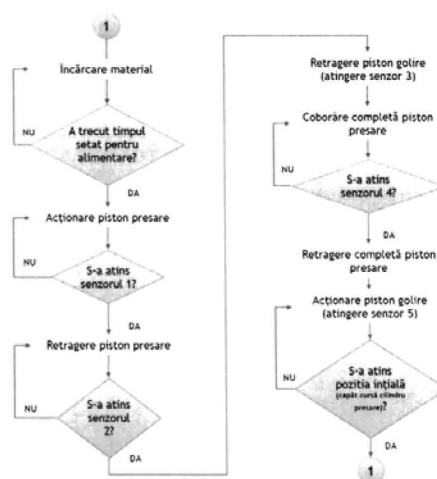 1
Încărcare material
NU
A trecut timpul
setat pentru
alimentare?
DA
Acționare piston presare
NU
S-a atins
senzorul 1?
DA
Retragere piston presare
NU
S-a atins
senzorul
2?
DA
Retragere piston golire
(atingere senzor 3)
Coborâre completă piston
presare
NU
S-a atins
senzorul 4?
DA
Retragere completă piston
presare
Acționare piston golire
(atingere senzor 5)
NU
S-a atins
pozitia inţială
(capăt cursă cilindru
presare)?
DA
1